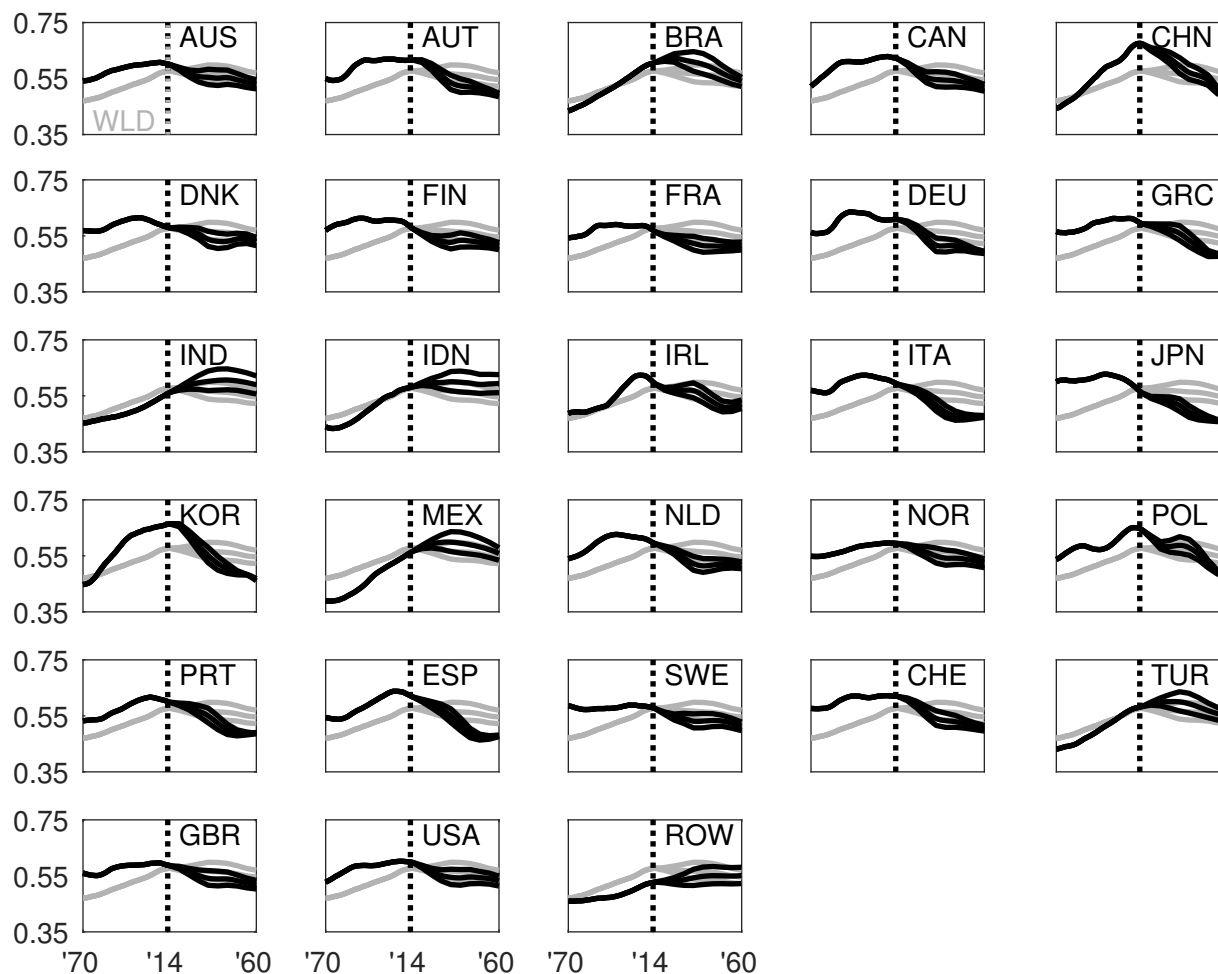 0.75 AUS AUT BRA CAN CHN
0.55
WLD
0.35
0.75 DNK FIN FRA DEU GRC
0.55
0.35
0.75 IND IDN IRL ITA JPN
0.55
0.35
0.75 KOR MEX NLD NOR POL
0.55
0.35
0.75 PRT ESP SWE CHE TUR
0.55
0.35
0.75 GBR USA ROW
0.55
0.35
'70 '14 '60 '70 '14 '60 '70 '14 '60